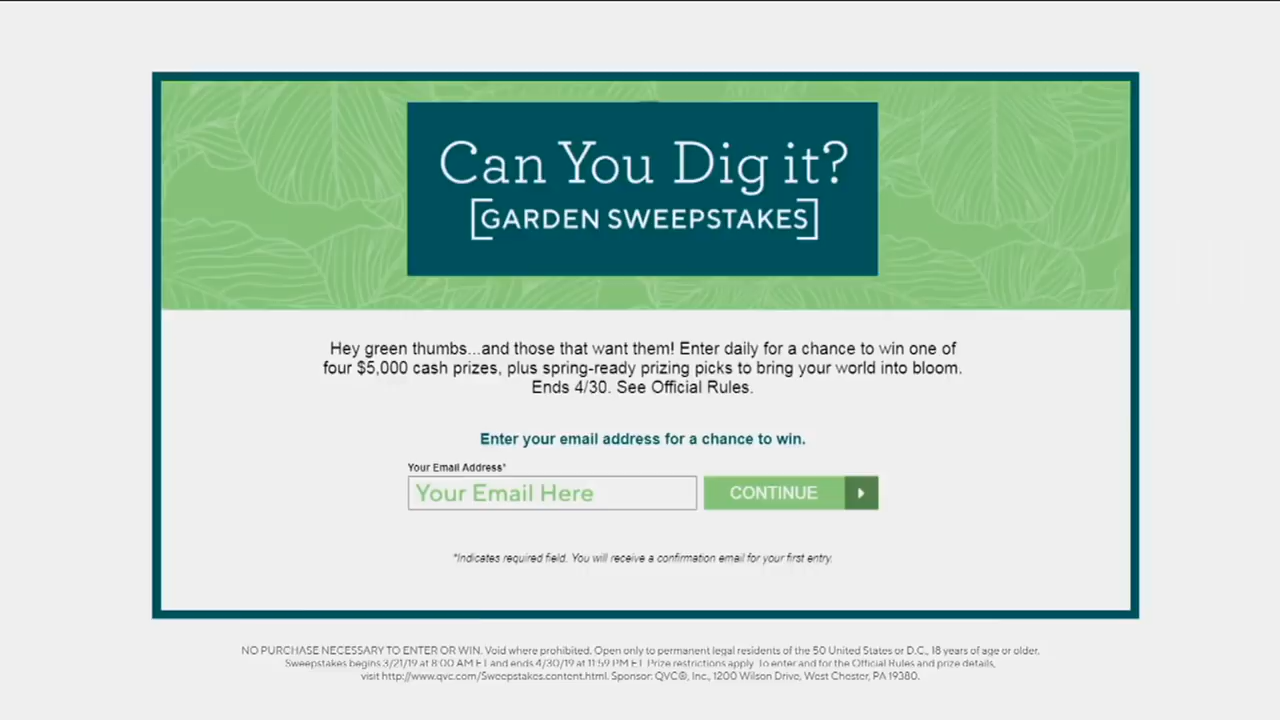 Can You Dig it?
[GARDEN SWEEPSTAKES]
Hey green thumbs...and those that want them! Enter daily for a chance to win one of
four $5,000 cash prizes, plus spring-ready prizing picks to bring your world into bloom.
Ends 4/30. See Official Rules.
Enter your email address for a chance to win.
Your Email Address*
Your Email Here
CONTINUE
*Indicates required field. You will receive a confirmation email for your first entry.
NO PURCHASE NECESSARY TO ENTER OR WIN. Void where prohibited. Open only to permanent legal residents of the 50 United States or D.C., 18 years of age or older.
Sweepstakes begins 3/21/19 at 8:00 AM ET and ends 4/30/19 at 11:59 PM ET. Prize restrictions apply. To enter and for the Official Rules and prize details,
visit http://www.qvc.com/Sweepstakes.content.html. Sponsor: QVC®, Inc., 1200 Wilson Drive, West Chester, PA 19380.